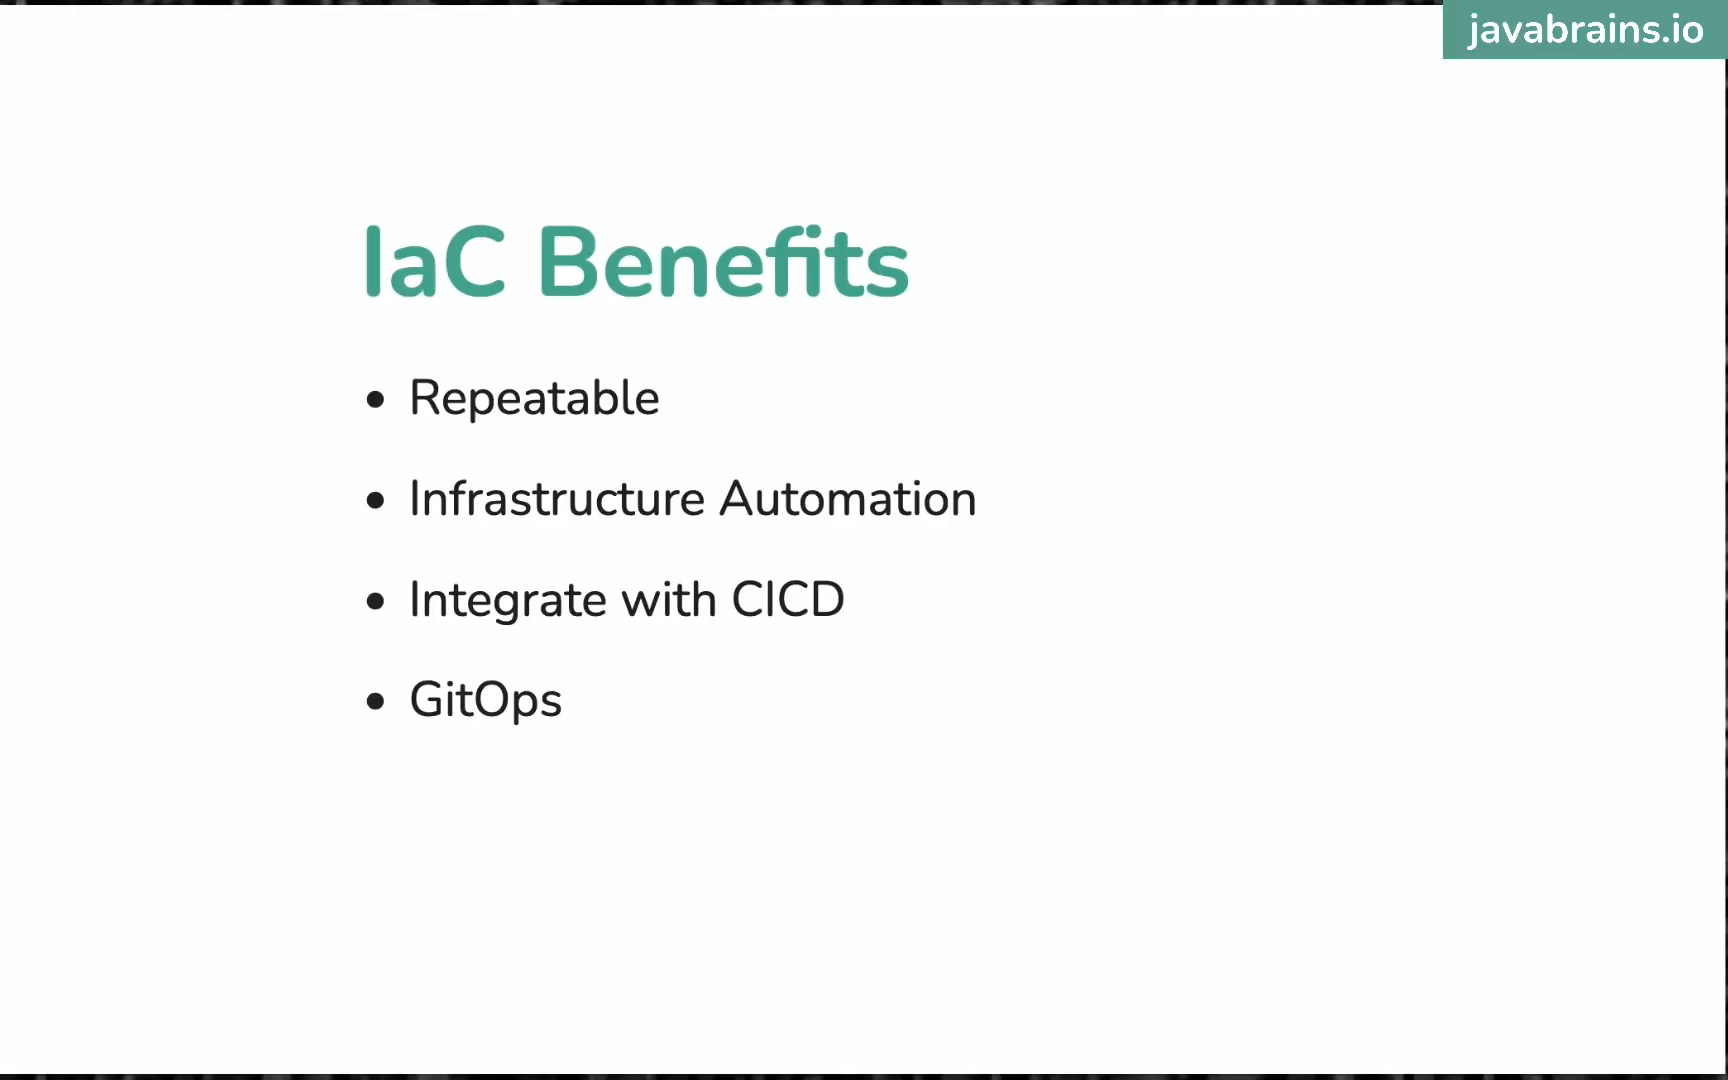 javabrains.io
IaC Benefits
• Repeatable
• Infrastructure Automation
• Integrate with CICD
• GitOps